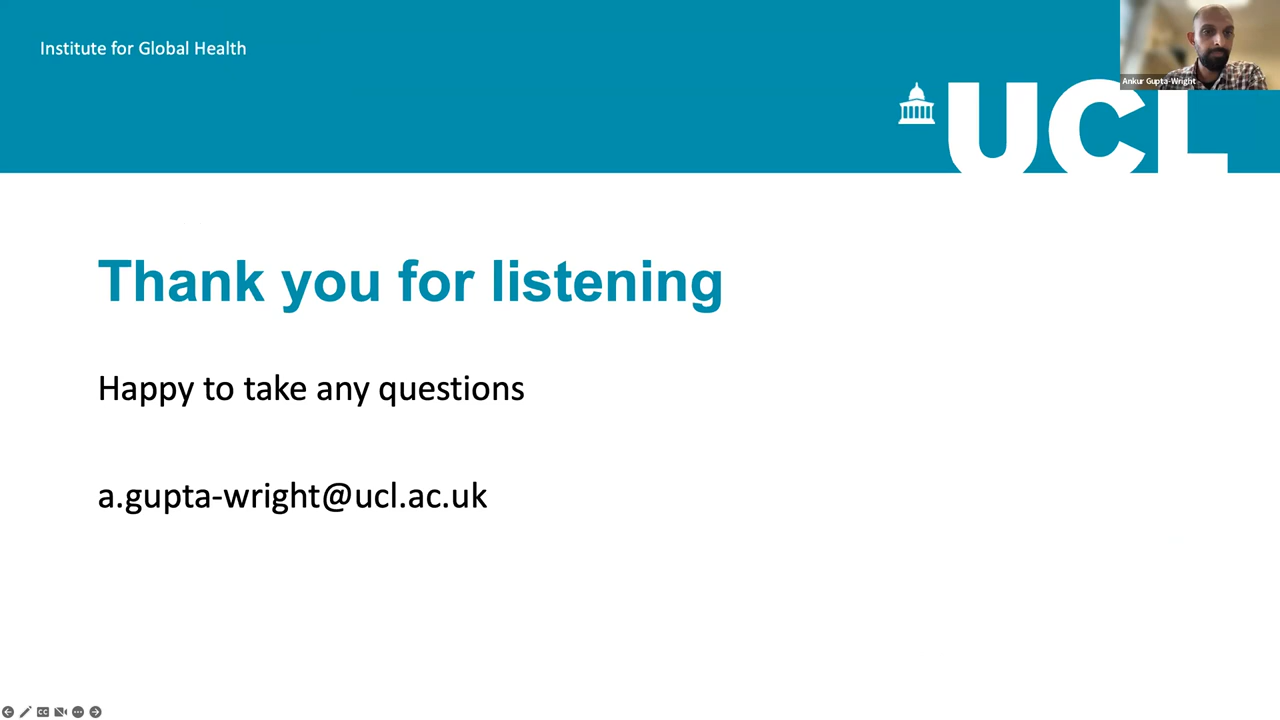 Institute for Global Health
Ankur Gupta-Wright
UCL
Thank you for listening
Happy to take any questions
a.gupta-wright@ucl.ac.uk
CC